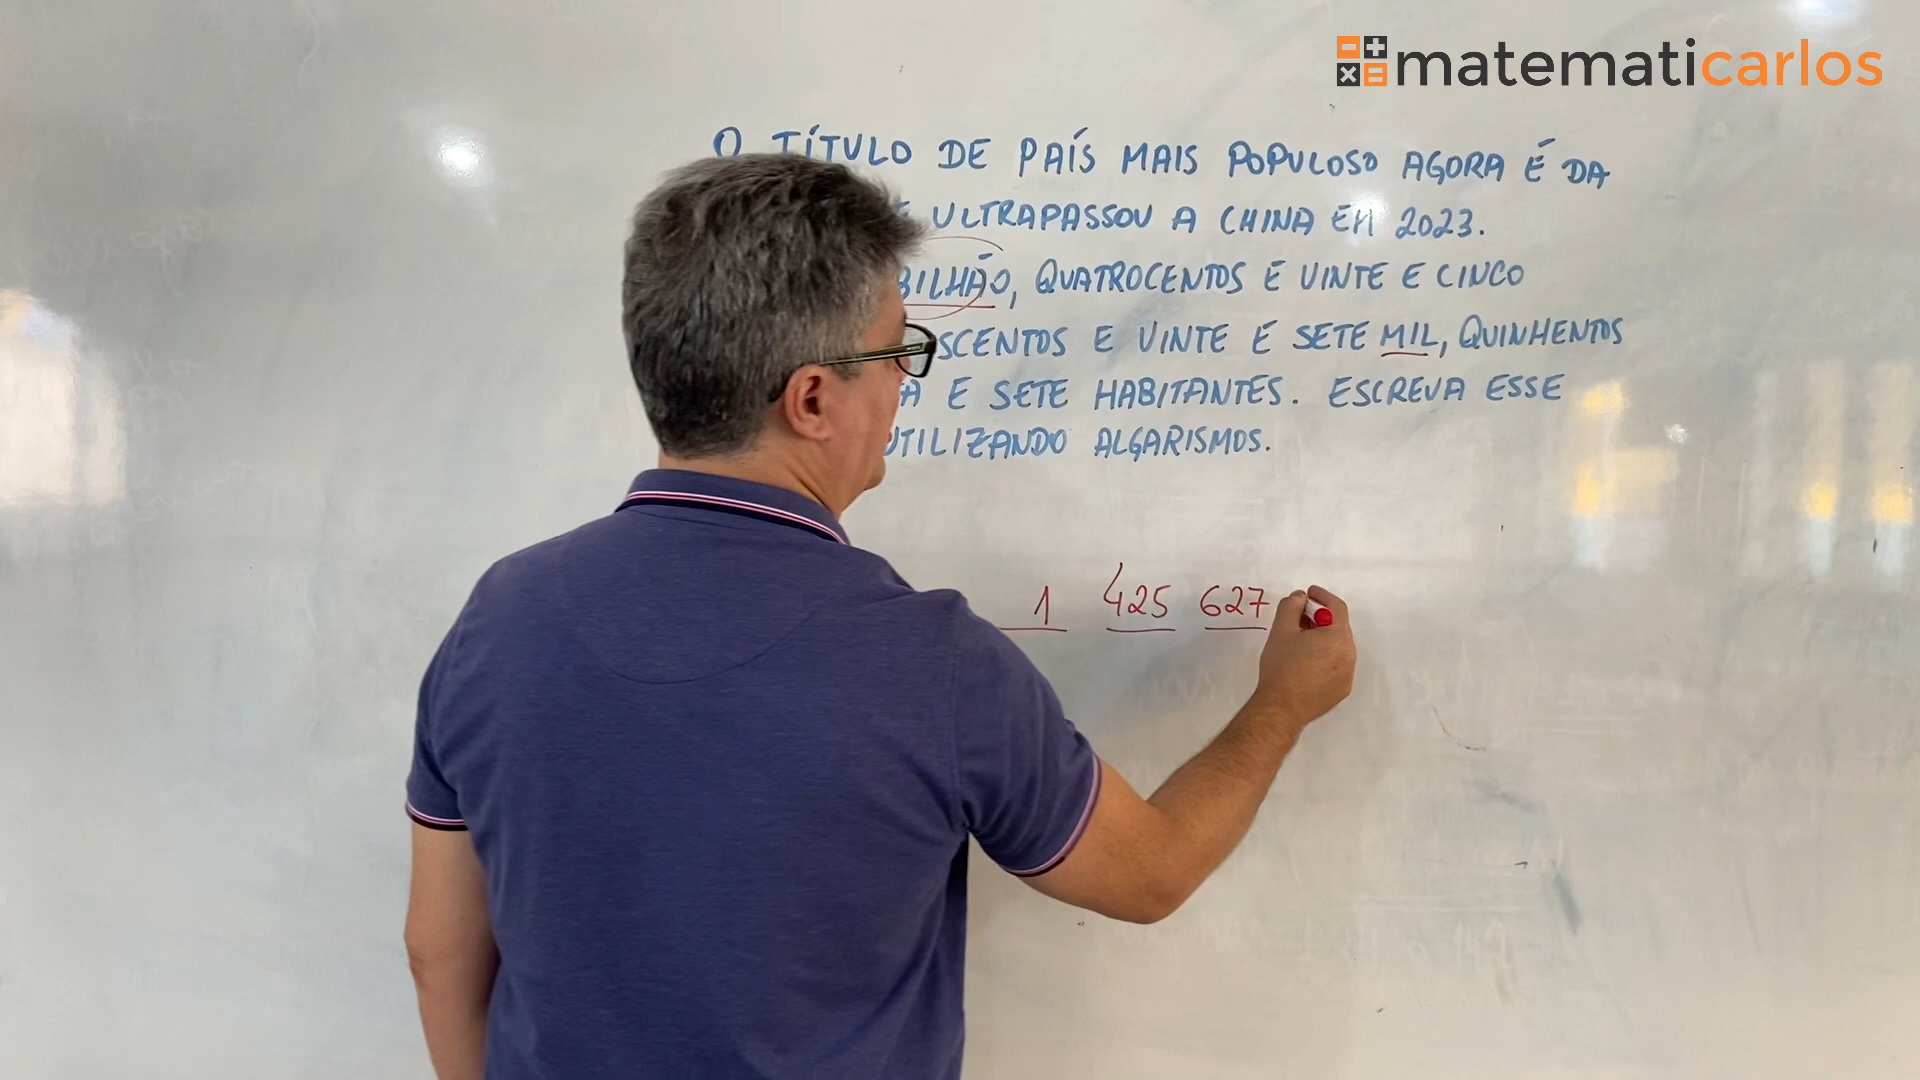 matematicarlos
O TÍTULO DE PAÍS MAIS POPULOSO AGORA É DA
ULTRAPASSOU A CHINA EM 2023.
BILHÃO, QUATROCENTOS E VINTE E CINCO
SCENTOS E VINTE E SETE MIL, QUINHENTOS
E SETE HABITANTES. ESCREVA ESSE
UTILIZANDO ALGARISMOS.
1 425 627